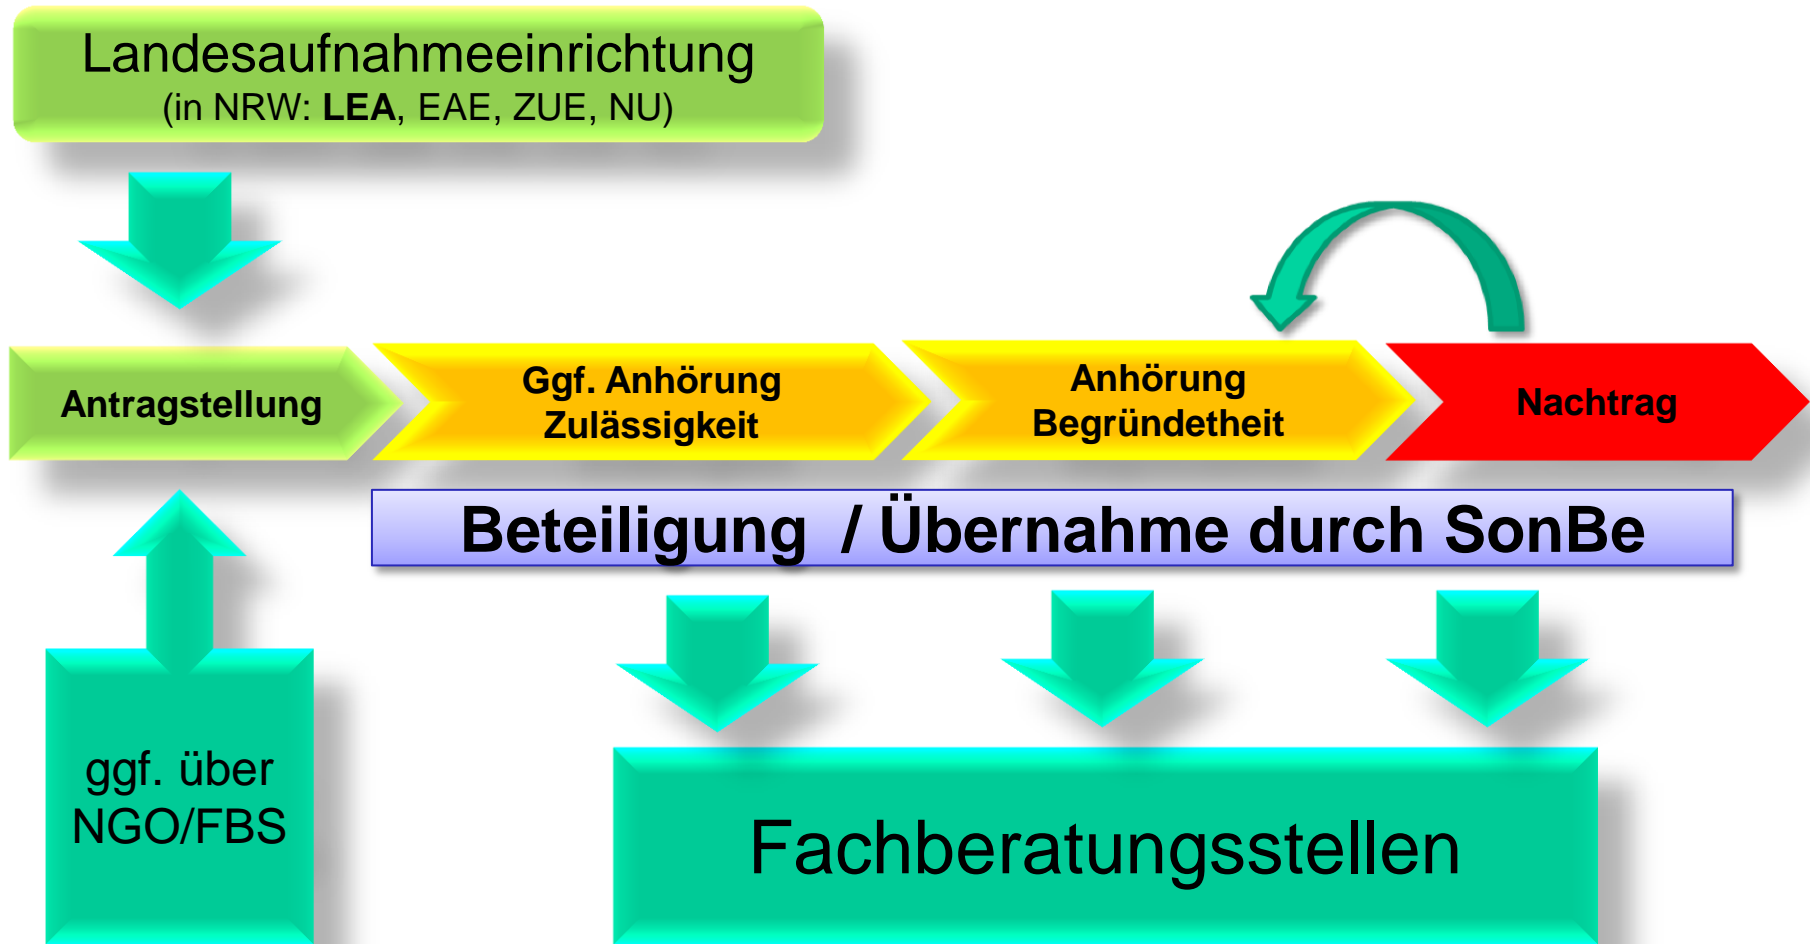 Landesaufnahmeeinrichtung
(in NRW: LEA, EAE, ZUE, NU)
Antragstellung
Ggf. Anhörung
Zulässigkeit
Anhörung
Begründetheit
Nachtrag
Beteiligung / Übernahme durch SonBe
ggf. über
NGO/FBS
Fachberatungsstellen